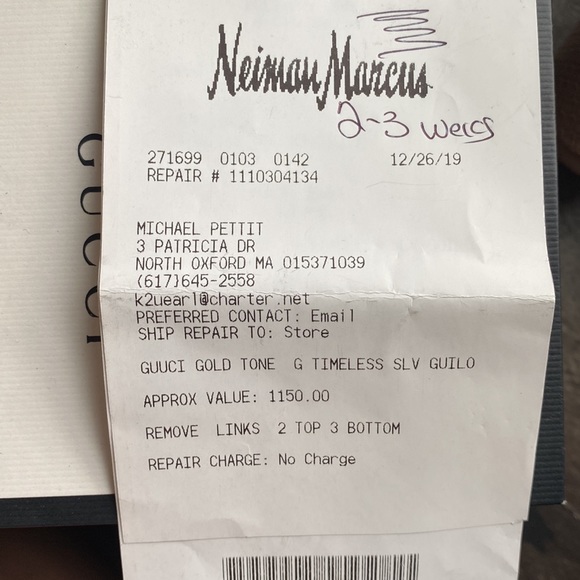 Neiman Marcus
2-3 weecs
271699 0103 0142 12/26/19
REPAIR # 1110304134
MICHAEL PETTIT
3 PATRICIA DR
NORTH OXFORD MA 015371039
(617)645-2558
k2uearl@charter.net
PREFERRED CONTACT: Email
SHIP REPAIR TO: Store
GUUCI GOLD TONE G TIMELESS SLV GUILO
APPROX VALUE: 1150.00
REMOVE LINKS 2 TOP 3 BOTTOM
REPAIR CHARGE: No Charge
GUCCI